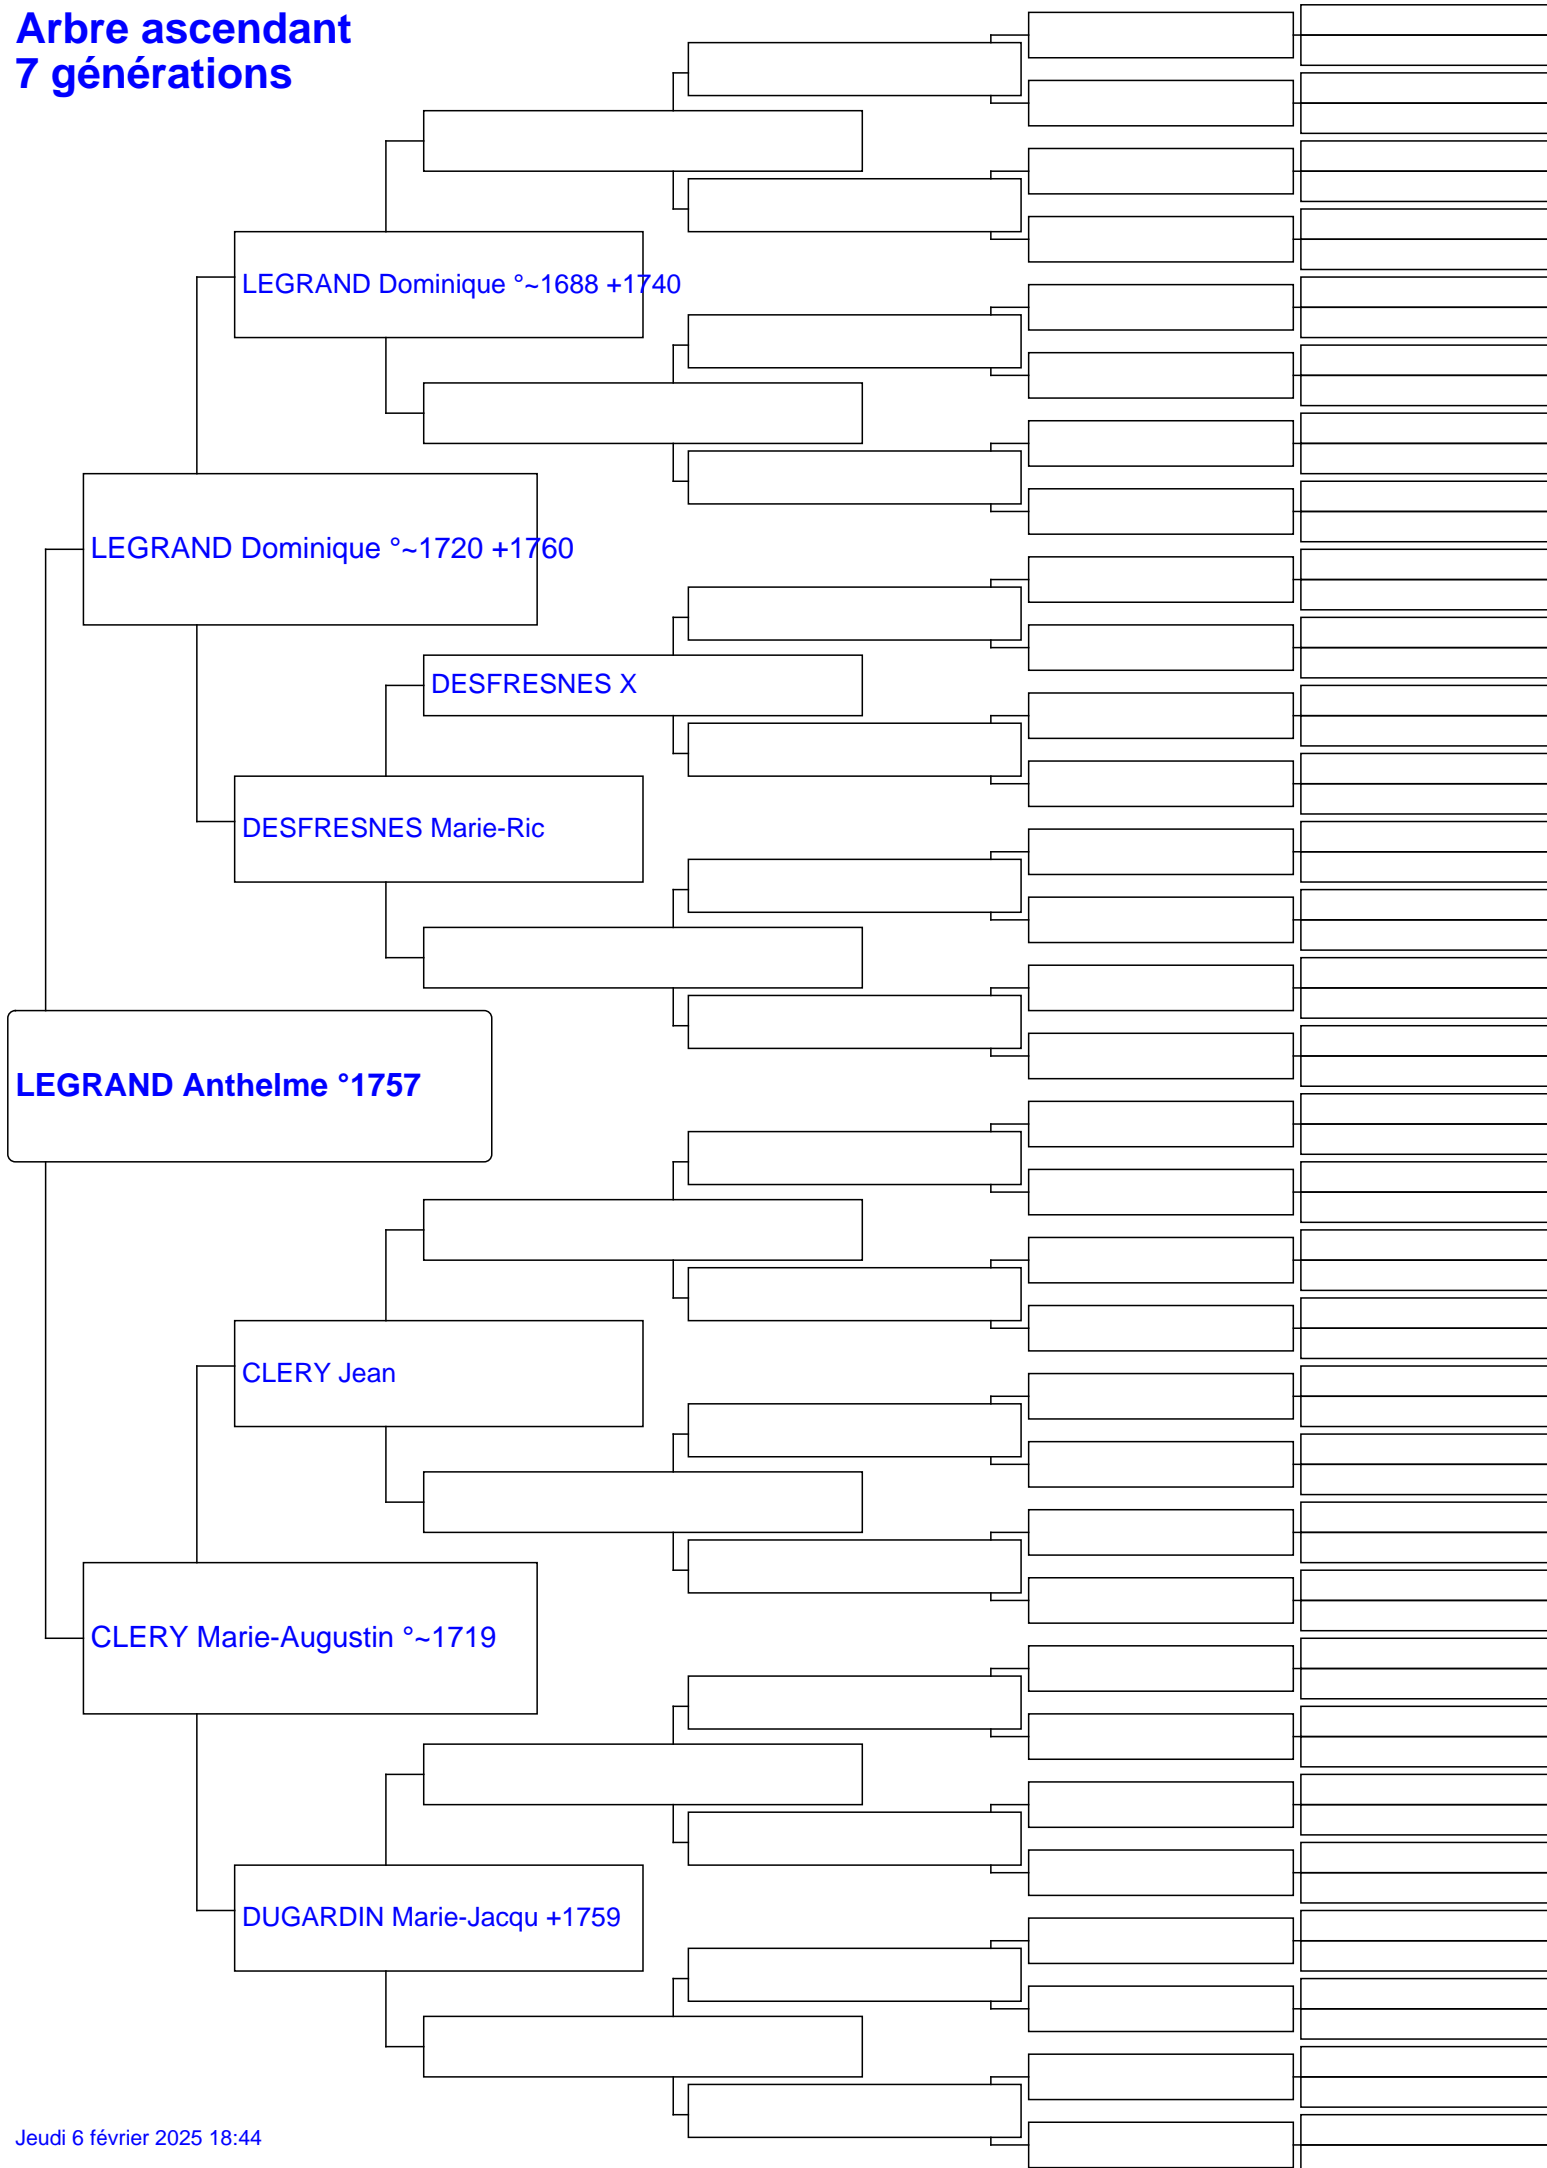 Arbre ascendant
7 générations
LEGRAND Dominique °~1688 +1740
LEGRAND Dominique °~1720 +1760
DESFRESNES X
DESFRESNES Marie-Ric
LEGRAND Anthelme °1757
CLERY Jean
CLERY Marie-Augustin °~1719
DUGARDIN Marie-Jacqu +1759
Jeudi 6 février 2025 18:44